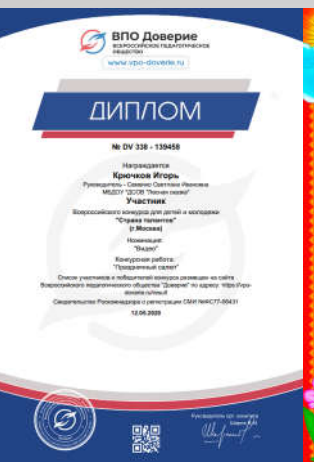 ВПО Доверие
ВСЕРОССИЙСКОЕ ПЕДАГОГИЧЕСКОЕ
ОБЩЕСТВО
www.vpo-doverie.ru
ДИПЛОМ
№ DV 338 - 139458
Награждается
Крючков Игорь
Руководитель - Светлана Ивановна
МБДОУ "ДСОВ "Лесная сказка"
Участник
Всероссийского конкурса для детей и молодежи
"Страна талантов"
(г.Москва)
Номинация:
"Видео"
Конкурсная работа:
"Праздничный салют"
Список участников и победителей конкурса размещен на сайте
Всероссийского педагогического общества "Доверие" по адресу: https://vpo-
doverie.ru/result
Свидетельство Роскомнадзора о регистрации СМИ №ФС77-66431
12.05.2020
Руководитель орг. комитета